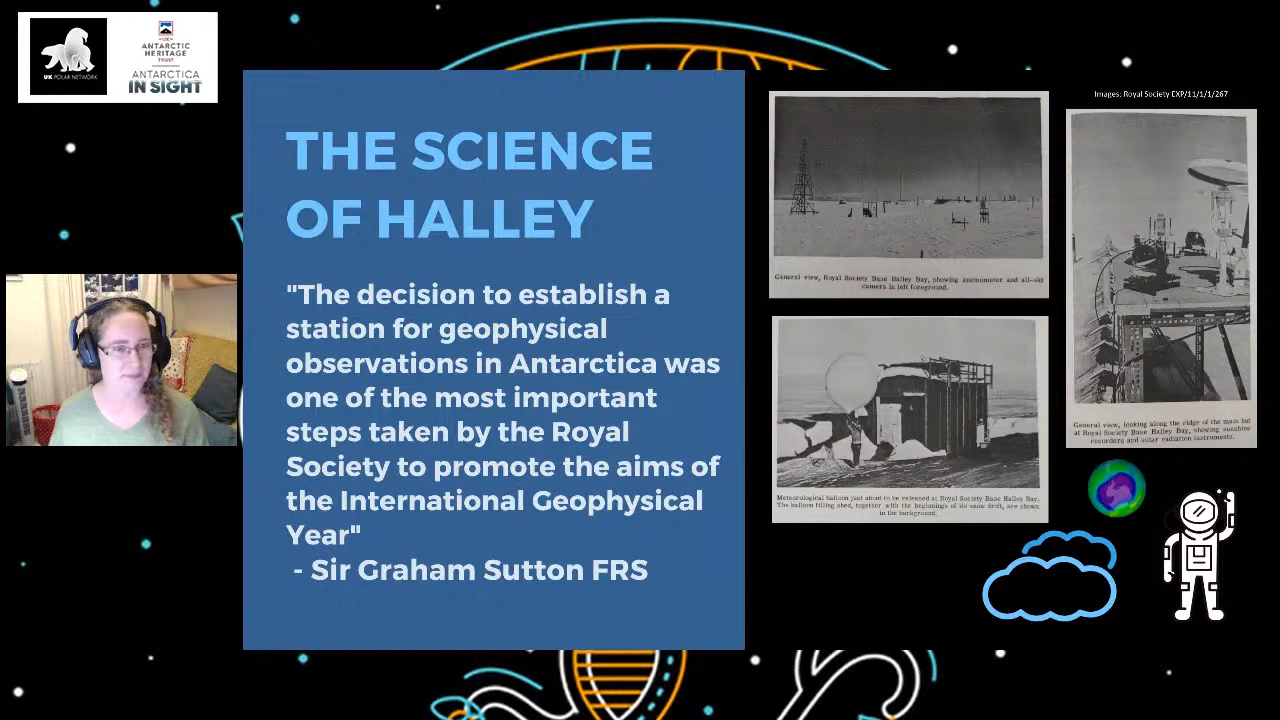 UK POLAR NETWORK
UK
ANTARCTIC
HERITAGE
TRUST
ANTARCTICA
IN SIGHT
THE SCIENCE
OF HALLEY
"The decision to establish a
station for geophysical
observations in Antarctica was
one of the most important
steps taken by the Royal
Society to promote the aims of
the International Geophysical
Year"
- Sir Graham Sutton FRS
Images: Royal Society EXP/11/1/1/267
General view, Royal Society Base Halley Bay, showing anemometer and all-sky
camera in left foreground.
Meteorological balloon just about to be released at Royal Society Base Halley Bay.
The balloon filling shed, together with the beginnings of its snow drift, are shown
in the background.
General view, looking along the ridge of the main hut
at Royal Society Base Halley Bay, showing sunshine
recorders and solar radiation instruments.